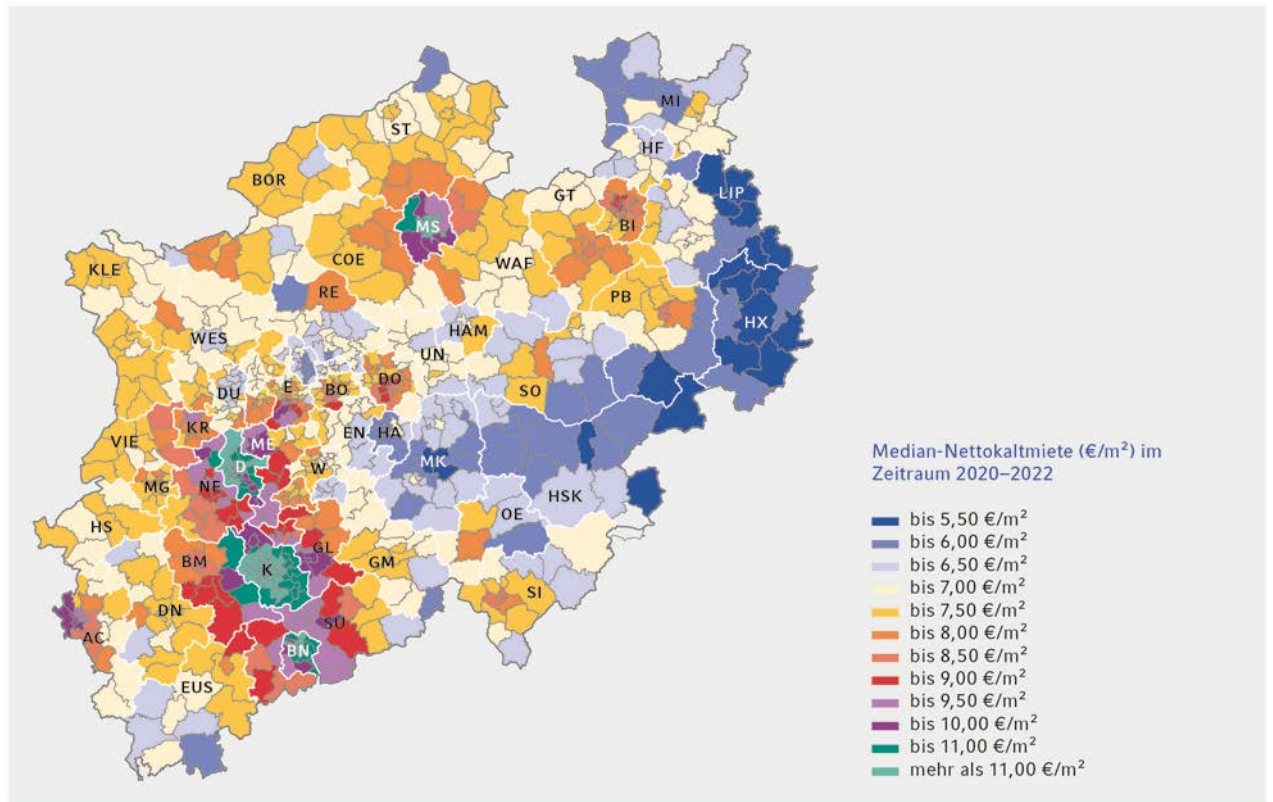 MI
ST
HF
BOR
LIP
GT
MS
BI
KLE
COE
WAF
RE
PB
HX
WES
HAM
UN
DU
E
BO
DO
SO
KR
EN
HA
VIE
ME
D
W
MK
MG
NE
HSK
HS
OE
BM
GL
K
GM
DN
SI
AC
SU
BN
EUS
Median-Nettokaltmiete (€/m²) im
Zeitraum 2020–2022
bis 5,50 €/m²
bis 6,00 €/m²
bis 6,50 €/m²
bis 7,00 €/m²
bis 7,50 €/m²
bis 8,00 €/m²
bis 8,50 €/m²
bis 9,00 €/m²
bis 9,50 €/m²
bis 10,00 €/m²
bis 11,00 €/m²
mehr als 11,00 €/m²